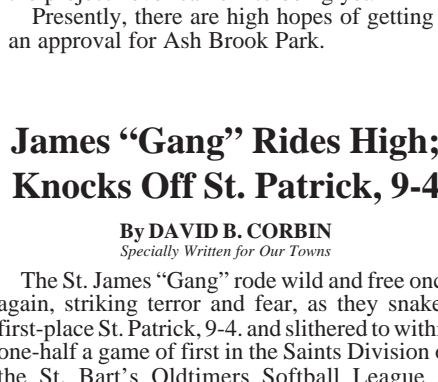 Presently, there are high hopes of getting
an approval for Ash Brook Park.
James “Gang” Rides High;
Knocks Off St. Patrick, 9-4
By DAVID B. CORBIN
Specially Written for Our Towns
The St. James “Gang” rode wild and free
again, striking terror and fear, as they
first-place St. Patrick, 9-4. and slithered to
one-half a game of first in the Saints Division
the St. Bart’s Oldtimers Softball League